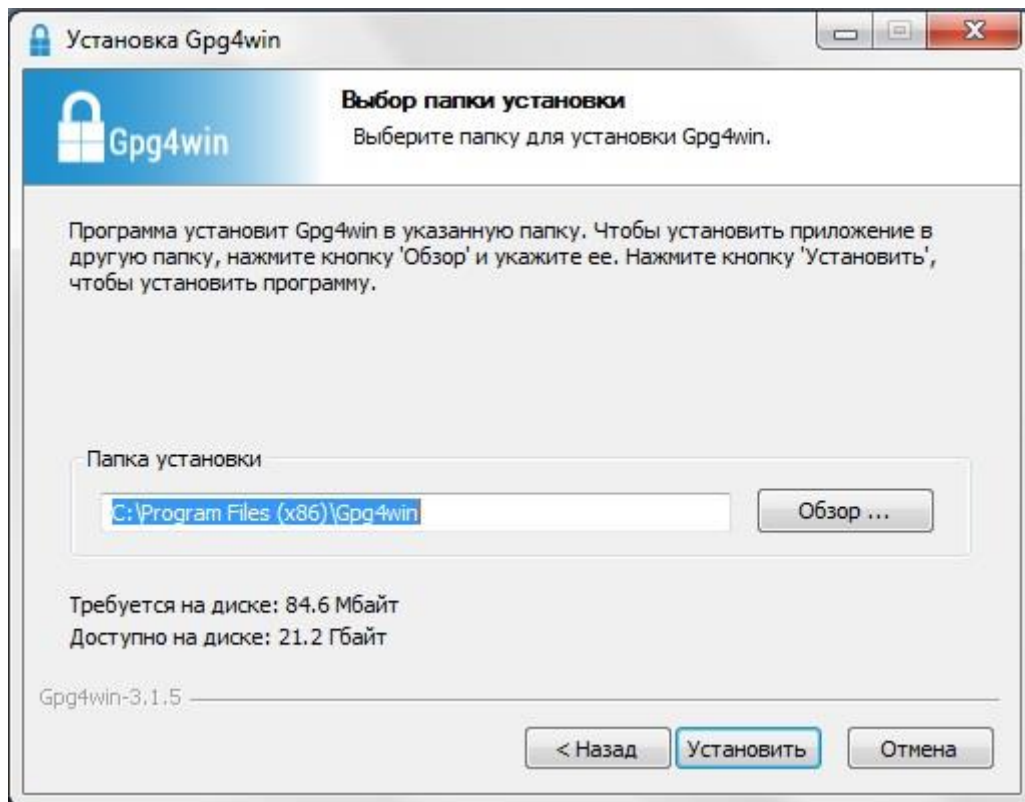 Установка Gpg4win
Gpg4win
Выбор папки установки
Выберите папку для установки Gpg4win.
Программа установит Gpg4win в указанную папку. Чтобы установить приложение в
другую папку, нажмите кнопку 'Обзор' и укажите ее. Нажмите кнопку 'Установить',
чтобы установить программу.
Папка установки
C:\Program Files (x86)\Gpg4win
Обзор ...
Требуется на диске: 84.6 Мбайт
Доступно на диске: 21.2 Гбайт
Gpg4win-3.1.5
< Назад
Установить
Отмена